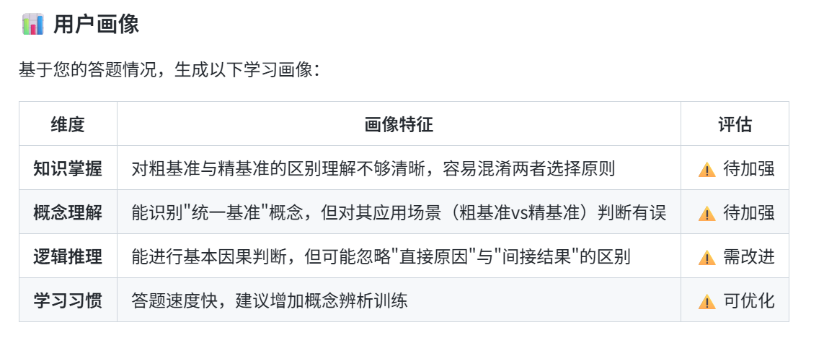 📊 用户画像
基于您的答题情况，生成以下学习画像：
维度 画像特征 评估
知识掌握 对粗基准与精基准的区别理解不够清晰，容易混淆两者选择原则 ⚠️ 待加强
概念理解 能识别"统一基准"概念，但对其应用场景（粗基准vs精基准）判断有误 ⚠️ 待加强
逻辑推理 能进行基本因果判断，但可能忽略"直接原因"与"间接结果"的区别 ⚠️ 需改进
学习习惯 答题速度快，建议增加概念辨析训练 ⚠️ 可优化